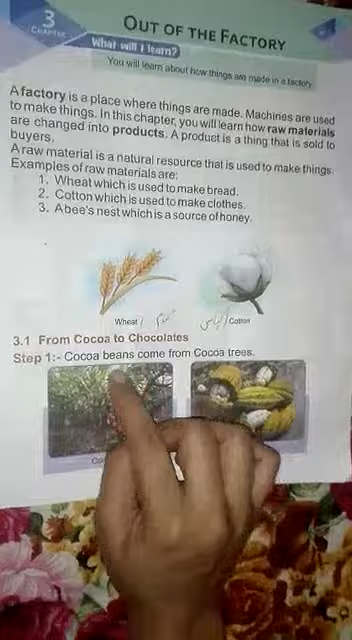 3
CHAPTER
OUT OF THE FACTORY
What will I learn?
You will learn about how things are made in a factory
A factory is a place where things are made. Machines are used
to make things. In this chapter, you will learn how raw materials
are changed into products. A product is a thing that is sold to
buyers.
A raw material is a natural resource that is used to make things.
Examples of raw materials are:
1. Wheat which is used to make bread.
2. Cotton which is used to make clothes.
3. Abee's nest which is a source of honey.
Wheat / گندم
کپاس / Cotton
3.1 From Cocoa to Chocolates
Step 1:- Cocoa beans come from Cocoa trees.